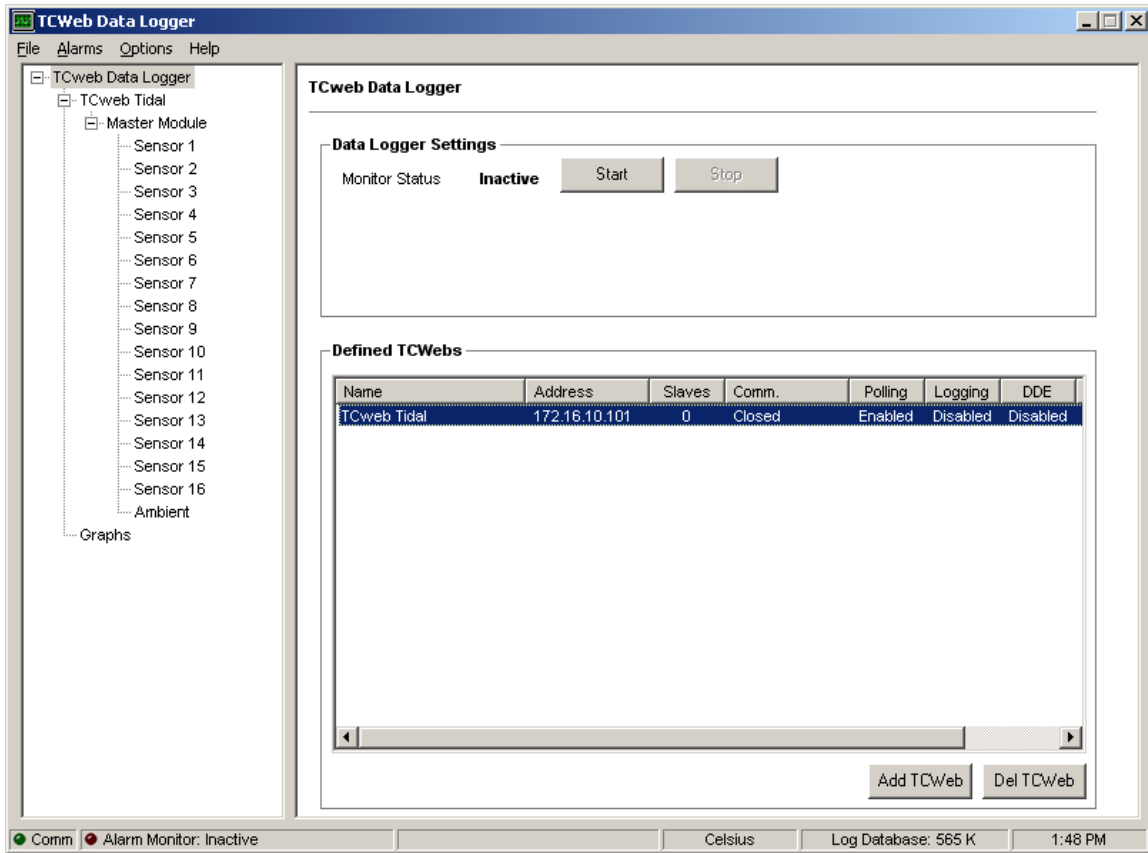 TCWeb Data Logger
File Alarms Options Help
TCweb Data Logger
TCweb Tidal
Master Module
Sensor 1
Sensor 2
Sensor 3
Sensor 4
Sensor 5
Sensor 6
Sensor 7
Sensor 8
Sensor 9
Sensor 10
Sensor 11
Sensor 12
Sensor 13
Sensor 14
Sensor 15
Sensor 16
Ambient
Graphs
TCweb Data Logger
Data Logger Settings
Monitor Status Inactive Start Stop
Defined TCWebs
Name Address Slaves Comm. Polling Logging DDE
TCweb Tidal 172.16.10.101 0 Closed Enabled Disabled Disabled
Add TCWeb Del TCWeb
Comm Alarm Monitor: Inactive Celsius Log Database: 565 K 1:48 PM